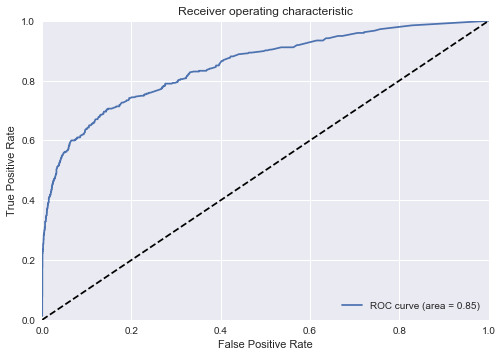 Receiver operating characteristic
1.0
0.8
0.6
0.4
0.2
0.0
True Positive Rate
ROC curve (area = 0.85)
0.0 0.2 0.4 0.6 0.8 1.0
False Positive Rate